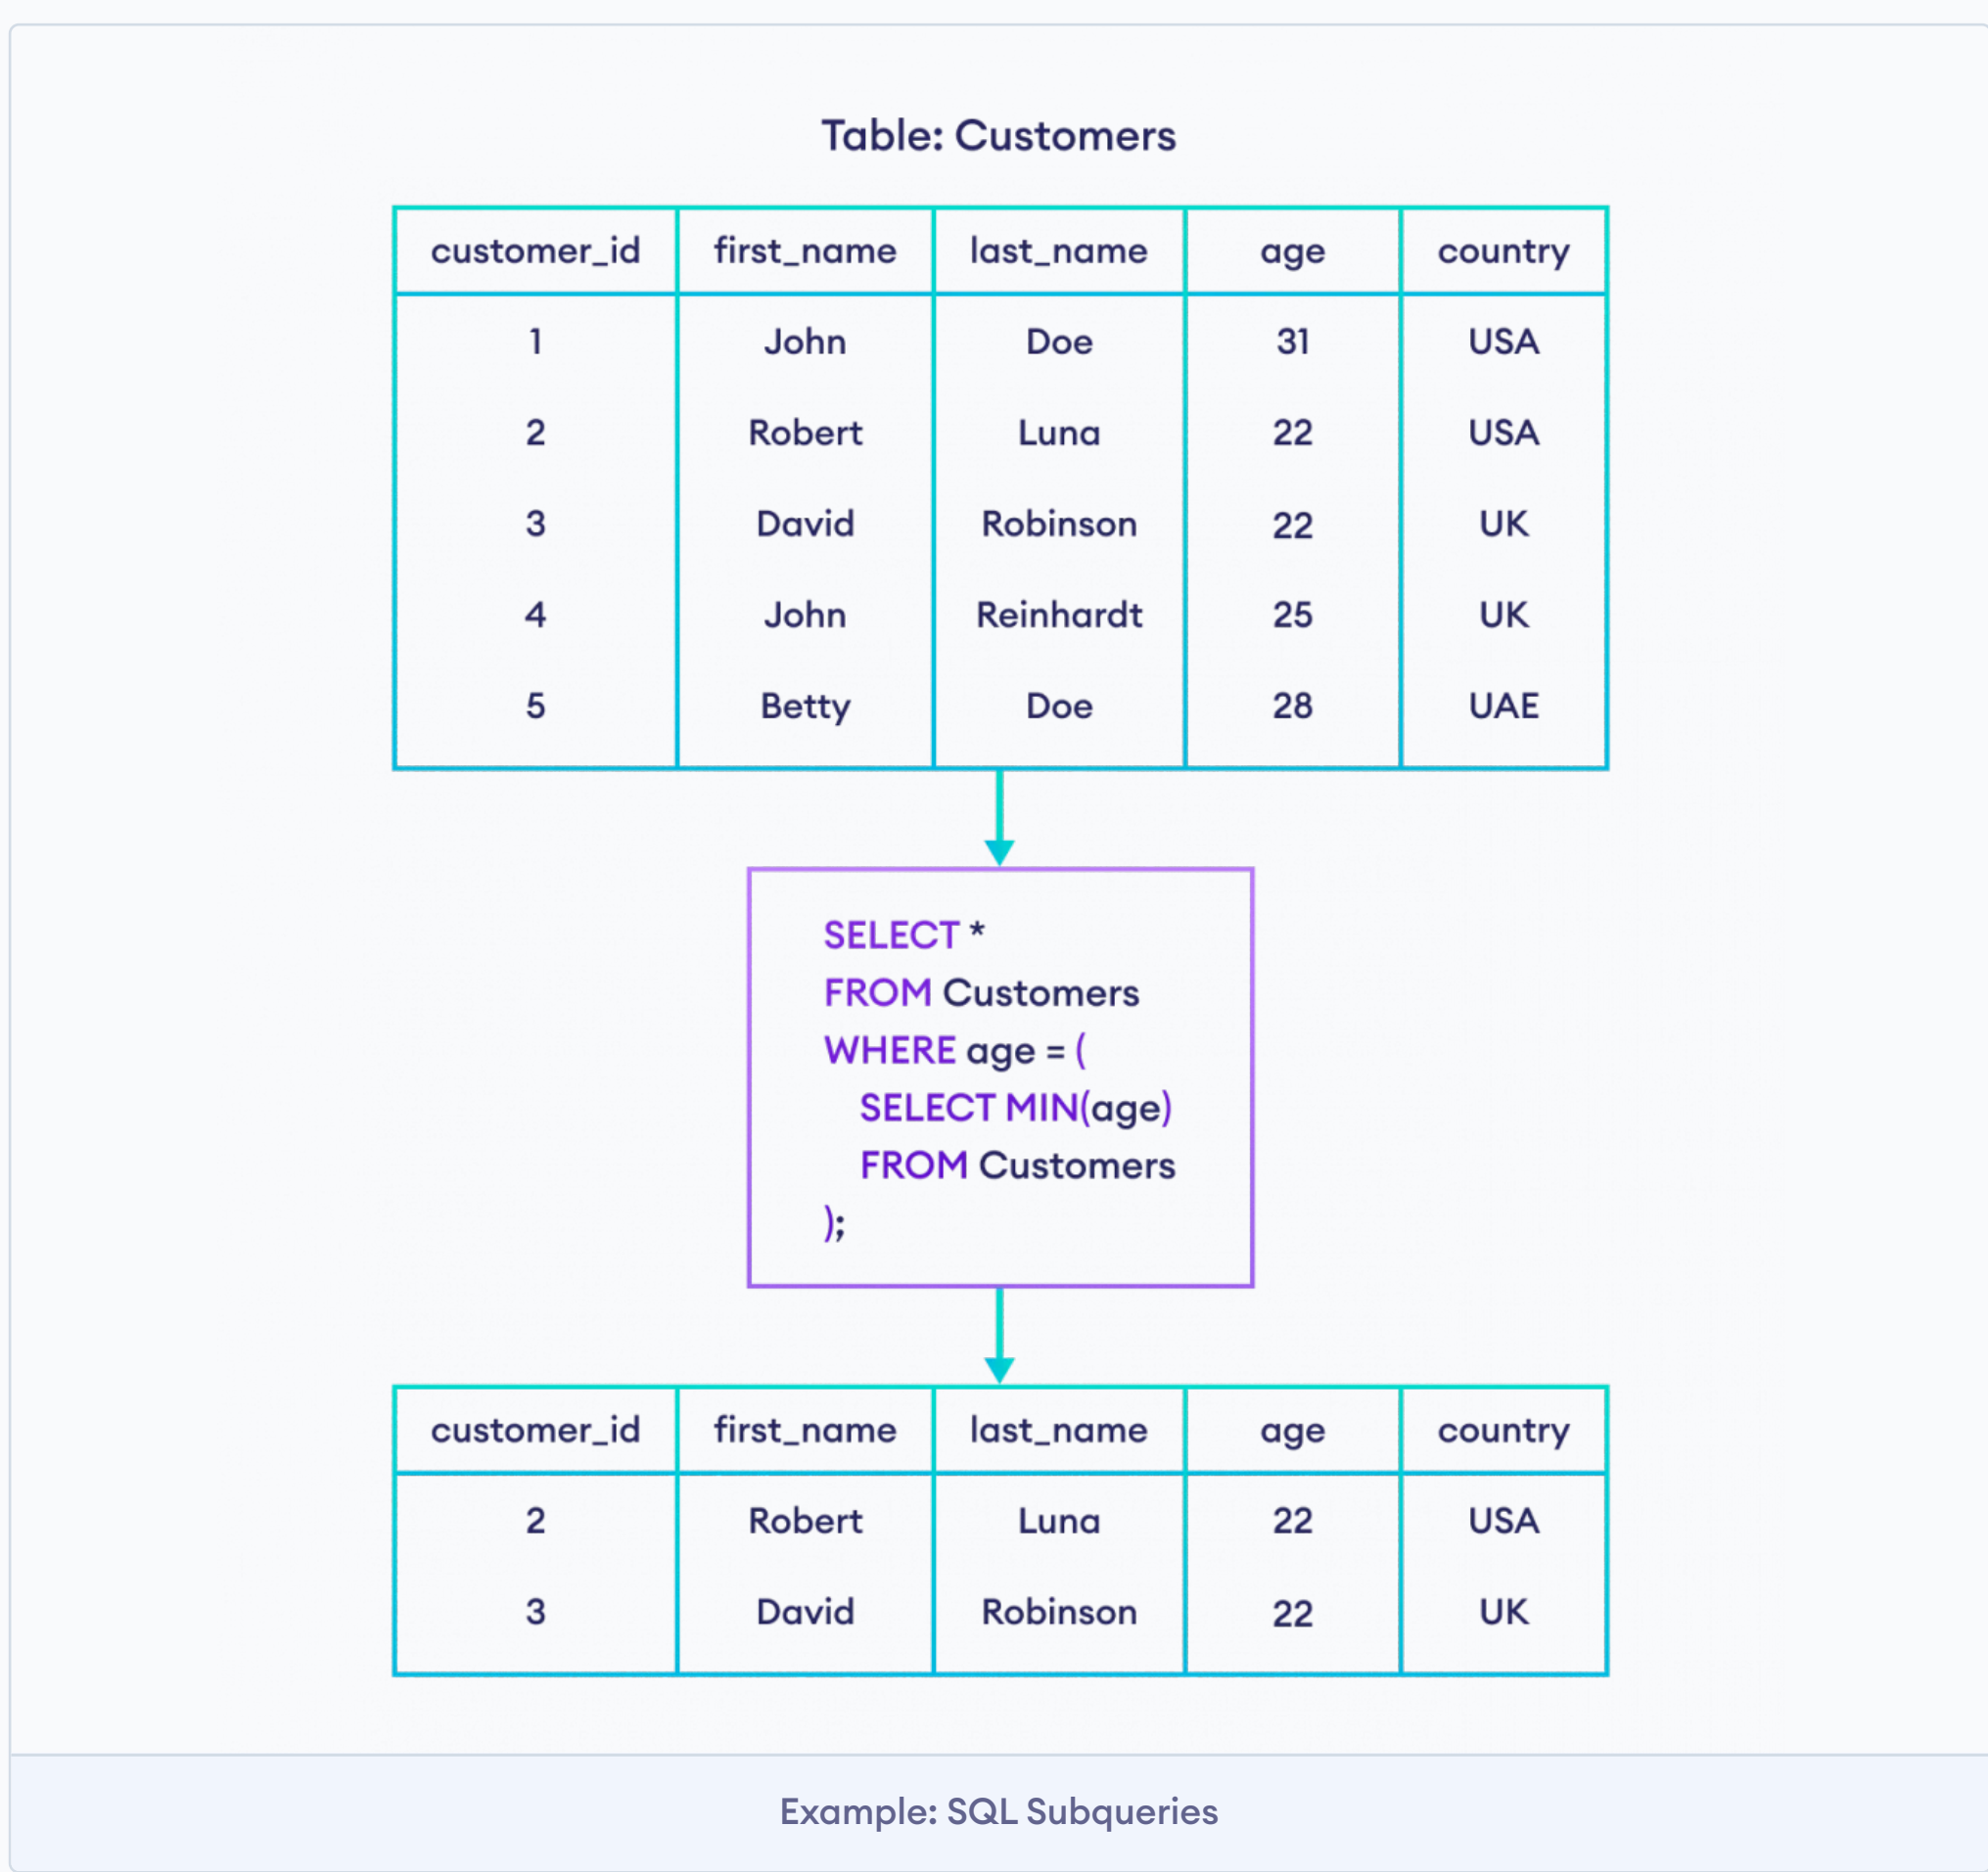 Table: Customers
customer_id first_name last_name age country
1 John Doe 31 USA
2 Robert Luna 22 USA
3 David Robinson 22 UK
4 John Reinhardt 25 UK
5 Betty Doe 28 UAE
SELECT *
FROM Customers
WHERE age = (
SELECT MIN(age)
FROM Customers
);
customer_id first_name last_name age country
2 Robert Luna 22 USA
3 David Robinson 22 UK
Example: SQL Subqueries